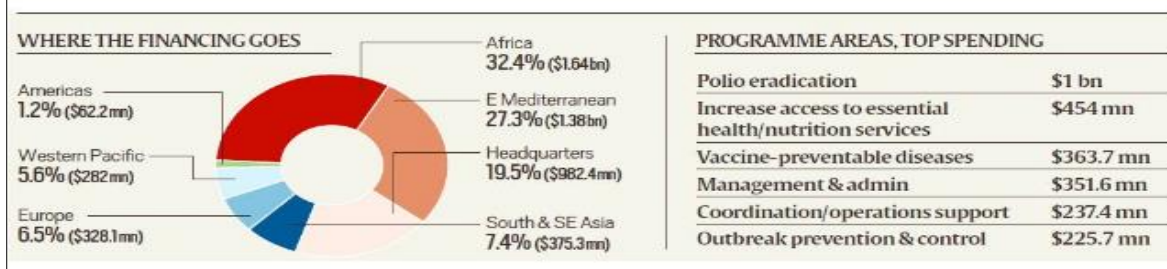 WHERE THE FINANCING GOES
Americas
1.2% ($62.2mn)
Western Pacific
5.6% ($282mn)
Europe
6.5% ($328.1mn)
Africa
32.4% ($1.64bn)
E Mediterranean
27.3% ($1.38bn)
Headquarters
19.5% ($982.4mn)
South & SE Asia
7.4% ($375.3mn)
PROGRAMME AREAS, TOP SPENDING
Polio eradication $1 bn
Increase access to essential $454 mn
health/nutrition services
Vaccine-preventable diseases $363.7 mn
Management & admin $351.6 mn
Coordination/operations support $237.4 mn
Outbreak prevention & control $225.7 mn